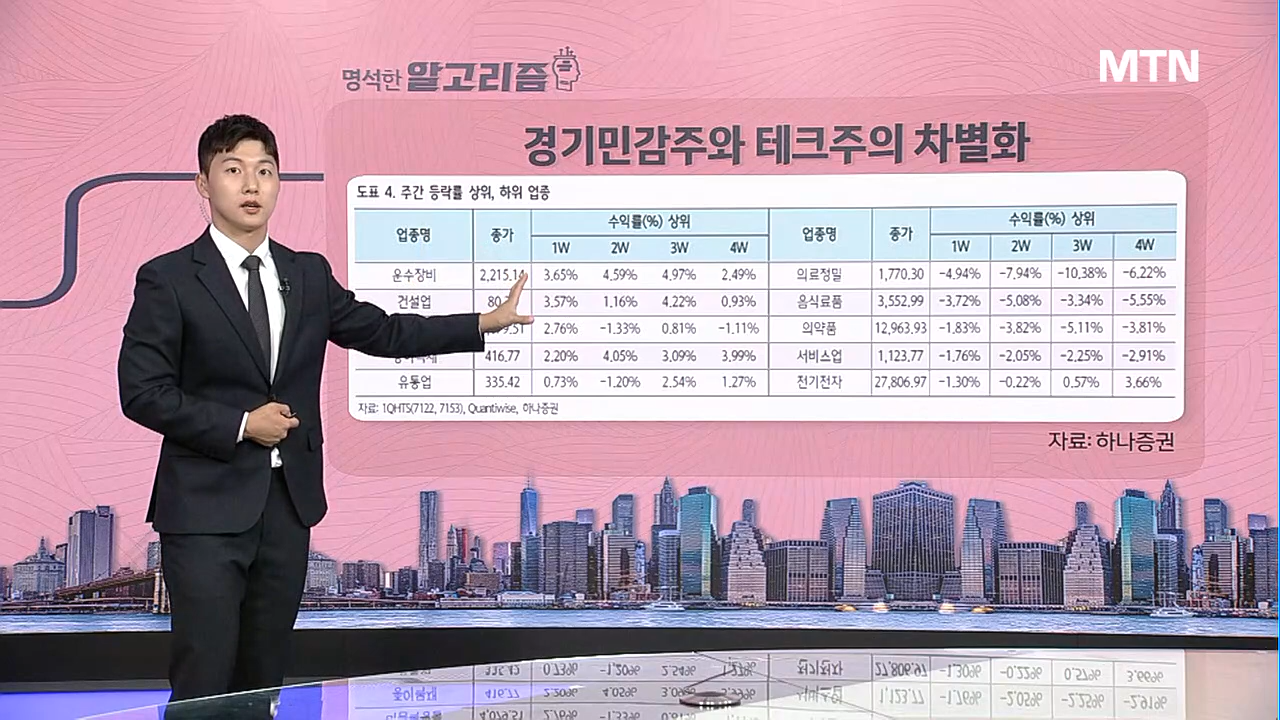 명석한 알고리즘
MTN
경기민감주와 테크주의 차별화
도표 4. 주간 등락률 상위, 하위 업종
업종명 종가 수익률(%) 상위 업종명 종가 수익률(%) 상위
1W 2W 3W 4W 1W 2W 3W 4W
운수장비 2,215.14 3.65% 4.59% 4.97% 2.49% 의료정밀 1,770.30 -4.94% -7.94% -10.38% -6.22%
건설업 3.57% 1.16% 4.22% 0.93% 음식료품 3,552.99 -3.72% -5.08% -3.34% -5.55%
2.76% -1.33% 0.81% -1.11% 의약품 12,963.93 -1.83% -3.82% -5.11% -3.81%
416.77 2.20% 4.05% 3.09% 3.99% 서비스업 1,123.77 -1.76% -2.05% -2.25% -2.91%
유통업 335.42 0.73% -1.20% 2.54% 1.27% 전기전자 27,806.97 -1.30% -0.22% 0.57% 3.66%
자료: 1QHTS(7122, 7153), Quantiwise, 하나증권
자료: 하나증권